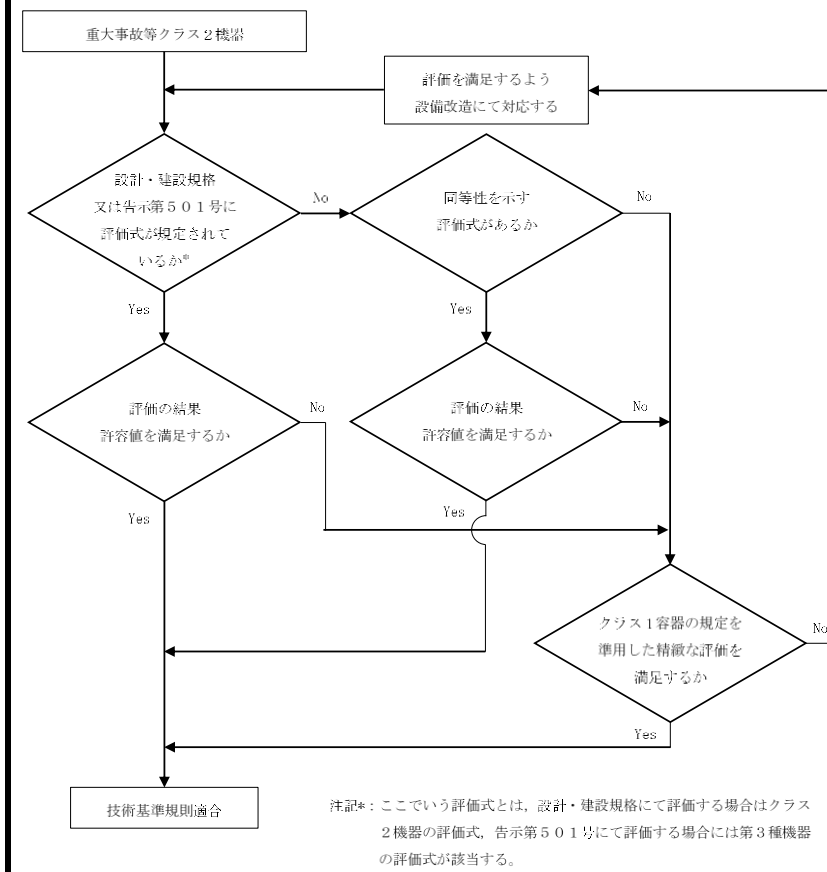 重大事故等クラス２機器
評価を満足するよう
設備改造にて対応する
設計・建設規格
又は告示第５０１号に
評価式が規定されて
いるか*
No
同等性を示す
評価式があるか
No
Yes
Yes
評価の結果
許容値を満足するか
No
評価の結果
許容値を満足するか
No
Yes
Yes
クラス１容器の規定を
準用した精緻な評価を
満足するか
No
Yes
技術基準規則適合
注記*：ここでいう評価式とは，設計・建設規格にて評価する場合はクラス
２機器の評価式，告示第５０１号にて評価する場合には第３種機器
の評価式が該当する。